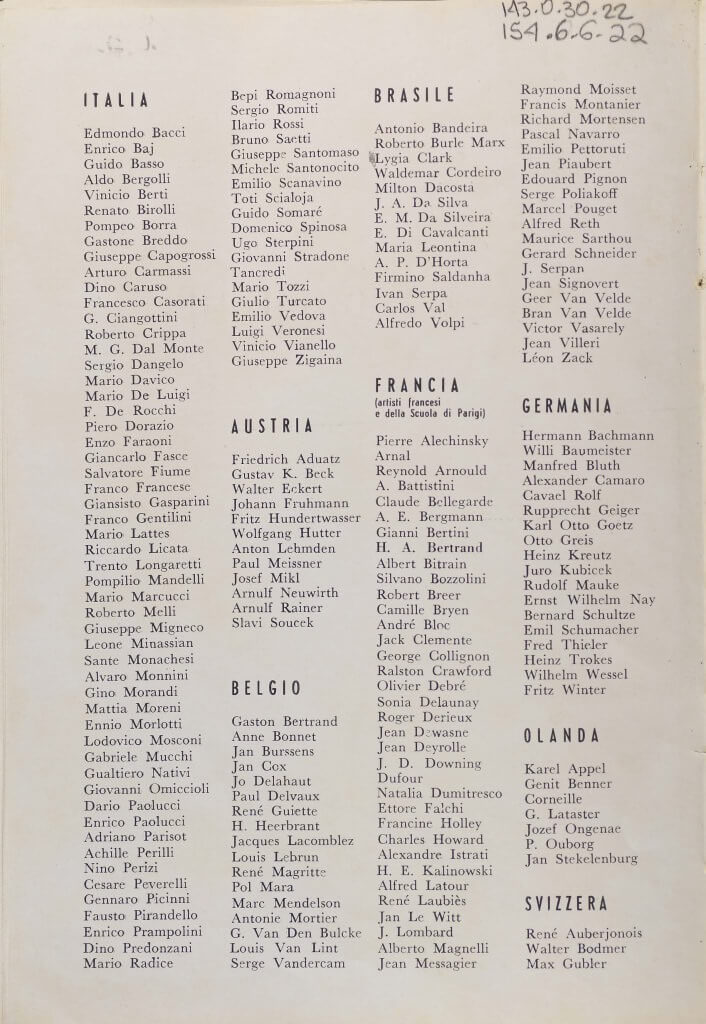 143.0.30.22
154.6.6-22
ITALIA
Edmondo Bacci
Enrico Baj
Guido Basso
Aldo Bergolli
Vinicio Berti
Renato Birolli
Pompeo Borra
Gastone Breddo
Giuseppe Capogrossi
Arturo Carmassi
Dino Caruso
Francesco Casorati
G. Ciangottini
Roberto Crippa
M. G. Dal Monte
Sergio Dangelo
Mario Davico
Mario De Luigi
F. De Rocchi
Piero Dorazio
Enzo Faraoni
Giancarlo Fasce
Salvatore Fiume
Franco Francese
Giansisto Gasparini
Franco Gentilini
Mario Lattes
Riccardo Licata
Trento Longaretti
Pompilio Mandelli
Mario Marcucci
Roberto Melli
Giuseppe Migneco
Leone Minassian
Sante Monachesi
Alvaro Monnini
Gino Morandi
Mattia Moreni
Ennio Morlotti
Lodovico Mosconi
Gabriele Mucchi
Gualtiero Nativi
Giovanni Omiccioli
Dario Paolucci
Enrico Paolucci
Adriano Parisot
Achille Perilli
Nino Perizi
Cesare Peverelli
Gennaro Picinni
Fausto Pirandello
Enrico Prampolini
Dino Predonzani
Mario Radice
Bepi Romagnoni
Sergio Romiti
Ilario Rossi
Bruno Saetti
Giuseppe Santomaso
Michele Santonocito
Emilio Scanavino
Toti Scialoja
Guido Somaré
Domenico Spinosa
Ugo Sterpini
Giovanni Stradone
Tancredi
Mario Tozzi
Giulio Turcato
Emilio Vedova
Luigi Veronesi
Vinicio Vianello
Giuseppe Zigaina
AUSTRIA
Friedrich Aduatz
Gustav K. Beck
Walter Eckert
Johann Fruhmann
Fritz Hundertwasser
Wolfgang Hutter
Anton Lehmden
Paul Meissner
Josef Mikl
Arnulf Neuwirth
Arnulf Rainer
Slavi Soucek
BELGIO
Gaston Bertrand
Anne Bonnet
Jan Burssens
Jan Cox
Jo Delahaut
Paul Delvaux
René Guiette
H. Heerbrant
Jacques Lacomblez
Louis Lebrun
René Magritte
Pol Mara
Marc Mendelson
Antonie Mortier
G. Van Den Bulcke
Louis Van Lint
Serge Vandercam
BRASILE
Antonio Bandeira
Roberto Burle Marx
Lygia Clark
Waldemar Cordeiro
Milton Dacosta
J. A. Da Silva
E. M. Da Silveira
E. Di Cavalcanti
Maria Leontina
A. P. D'Horta
Firmino Saldanha
Ivan Serpa
Carlos Val
Alfredo Volpi
FRANCIA
(artisti francesi
e della Scuola di Parigi)
Pierre Alechinsky
Arnal
Reynold Arnould
A. Battistini
Claude Bellegarde
A. E. Bergmann
Gianni Bertini
H. A. Bertrand
Albert Bitrain
Silvano Bozzolini
Robert Breer
Camille Bryen
André Bloc
Jack Clemente
George Collignon
Ralston Crawford
Olivier Debré
Sonia Delaunay
Roger Derieux
Jean Dewasne
Jean Deyrolle
J. D. Downing
Dufour
Natalia Dumitresco
Ettore Falchi
Francine Holley
Charles Howard
Alexandre Istrati
H. E. Kalinowski
Alfred Latour
René Laubiès
Jan Le Witt
J. Lombard
Alberto Magnelli
Jean Messagier
Raymond Moisset
Francis Montanier
Richard Mortensen
Pascal Navarro
Emilio Pettoruti
Jean Piaubert
Edouard Pignon
Serge Poliakoff
Marcel Pouget
Alfred Reth
Maurice Sarthou
Gerard Schneider
J. Serpan
Jean Signovert
Geer Van Velde
Bran Van Velde
Victor Vasarely
Jean Villeri
Léon Zack
GERMANIA
Hermann Bachmann
Willi Baumeister
Manfred Bluth
Alexander Camaro
Cavael Rolf
Rupprecht Geiger
Karl Otto Goetz
Otto Greis
Heinz Kreutz
Juro Kubicek
Rudolf Mauke
Ernst Wilhelm Nay
Bernard Schultze
Emil Schumacher
Fred Thieler
Heinz Trokes
Wilhelm Wessel
Fritz Winter
OLANDA
Karel Appel
Genit Benner
Corneille
G. Lataster
Jozef Ongenae
P. Ouborg
Jan Stekelenburg
SVIZZERA
René Auberjonois
Walter Bodmer
Max Gubler